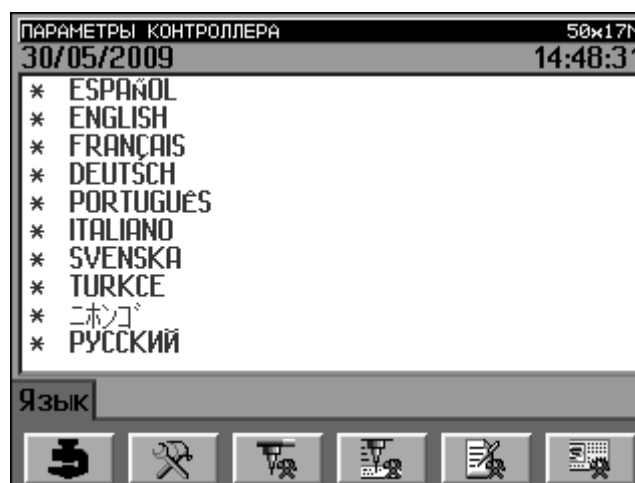 ПАРАМЕТРЫ КОНТРОЛЛЕРА 50x17
30/05/2009 14:48:3
* ESPAÑOL
* ENGLISH
* FRANÇAIS
* DEUTSCH
* PORTUGUÊS
* ITALIANO
* SVENSKA
* TURKCE
* ニホンゴ
* РУССКИЙ
Язык